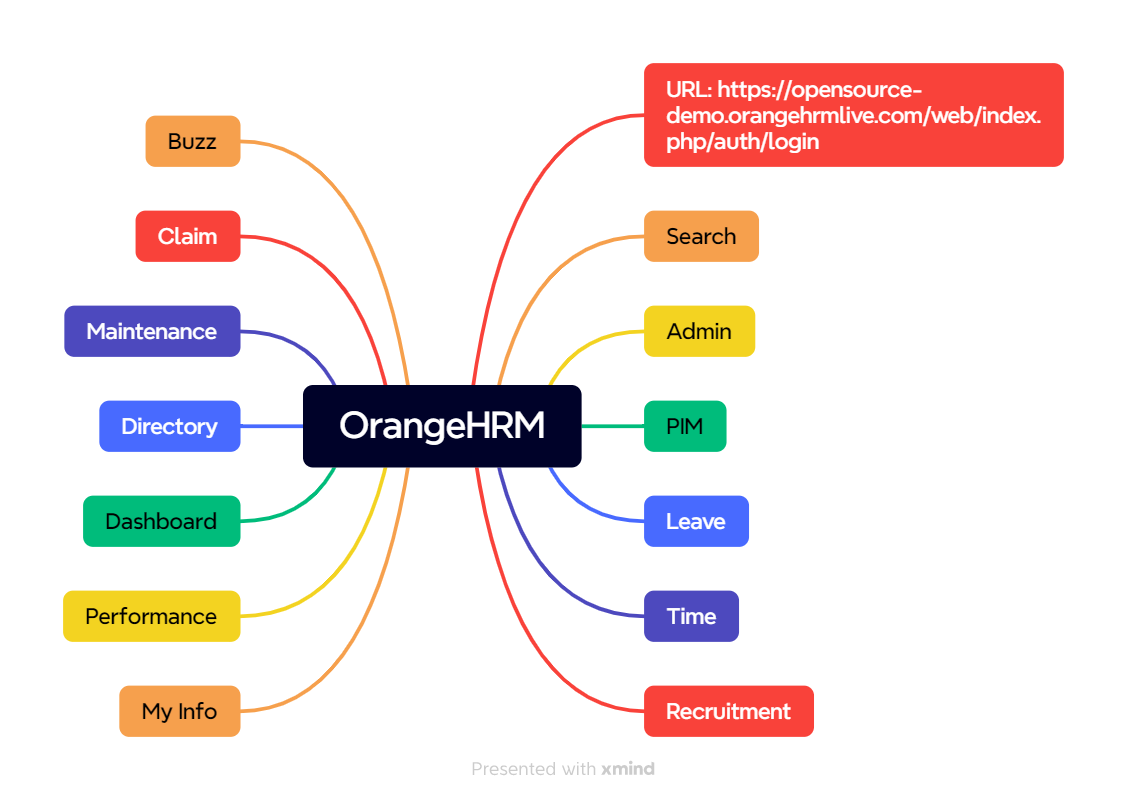 URL: https://opensource-
demo.orangehrmlive.com/web/index.
php/auth/login
Buzz
Claim
Search
Maintenance
Admin
Directory
OrangeHRM
PIM
Dashboard
Leave
Performance
Time
My Info
Recruitment
Presented with xmind